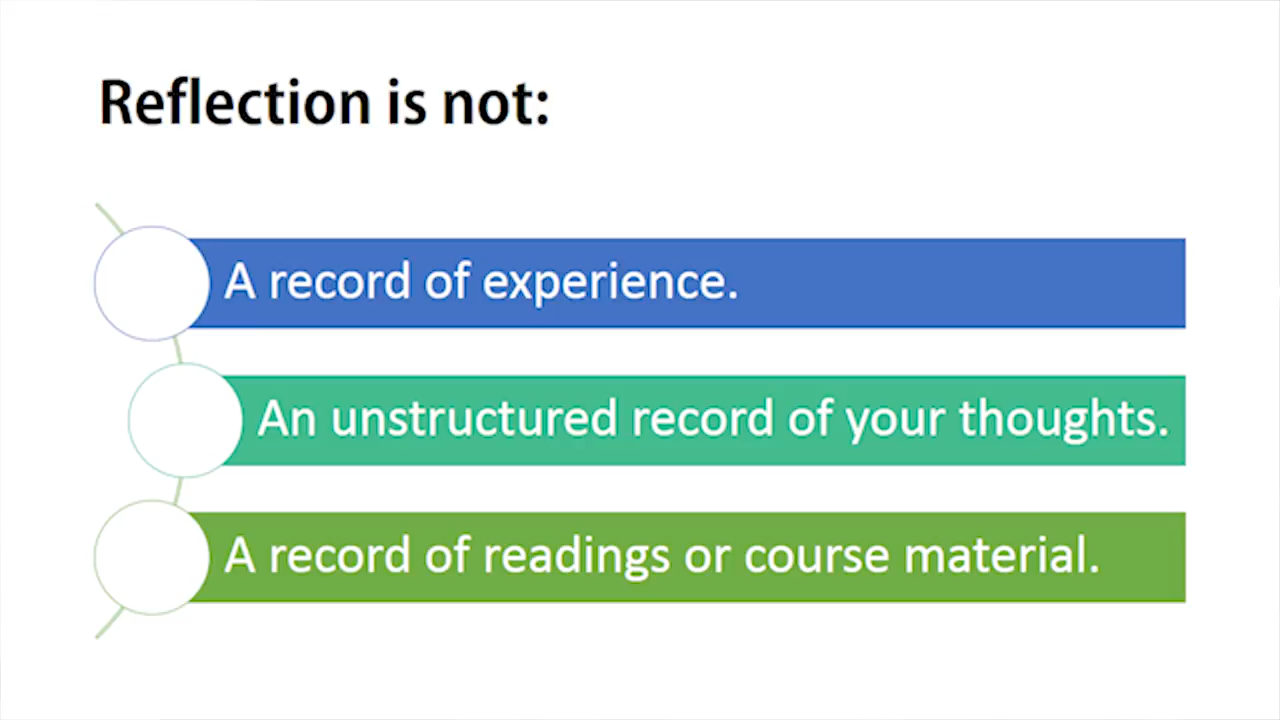 Reflection is not:
A record of experience.
An unstructured record of your thoughts.
A record of readings or course material.